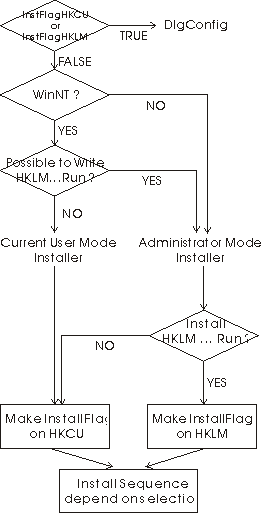 InstFlagHKCU
or
InstFlagHKLM
TRUE
DlgConfig
FALSE
WinNT ?
NO
YES
Possible to Write
HKLM...Run ?
YES
NO
Current User Mode
Installer
Administrator Mode
Installer
Install
HKLM ... Run?
NO
YES
Make InstallFlag
on HKCU
Make InstallFlag
on HKLM
Install Sequence
depend on selectio